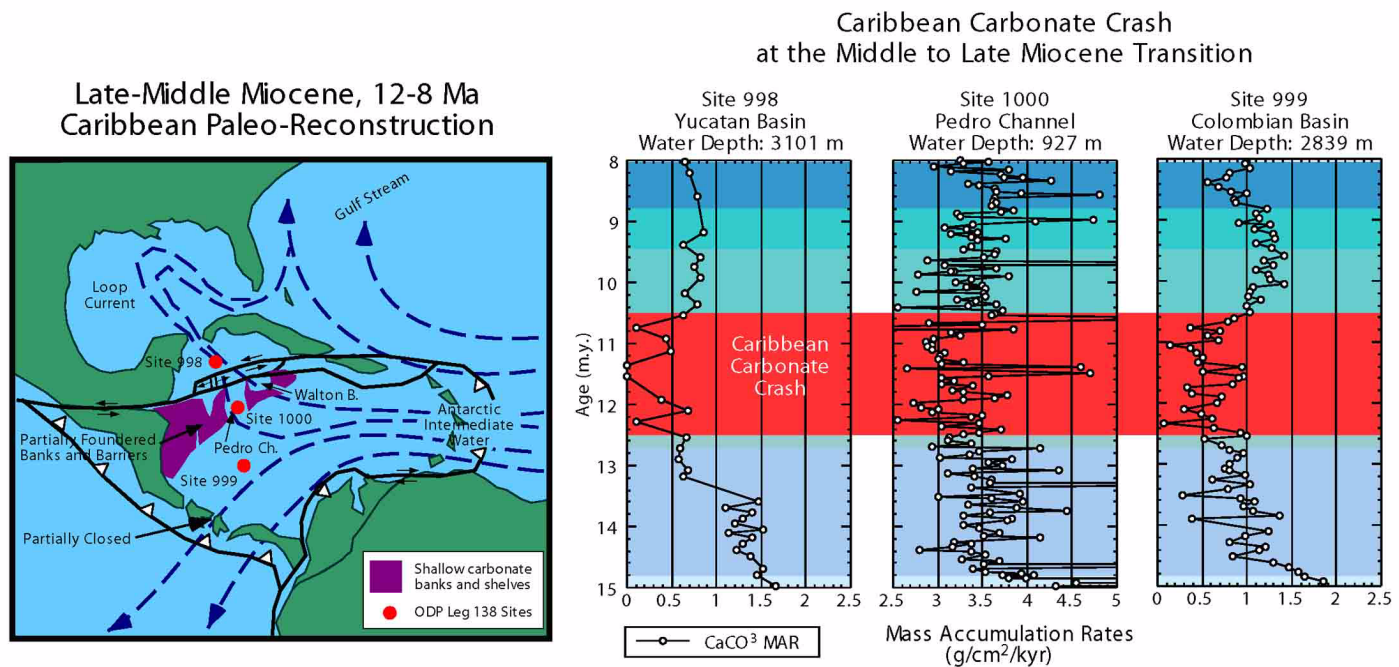 Late-Middle Miocene, 12-8 Ma
Caribbean Paleo-Reconstruction
Gulf Stream
Loop
Current
Site 998
Walton B.
Site 1000
Antarctic
Intermediate
Water
Partially Foundered
Banks and Barriers
Pedro Ch.
Site 999
Partially Closed
Shallow carbonate
banks and shelves
ODP Leg 138 Sites
Caribbean Carbonate Crash
at the Middle to Late Miocene Transition
Site 998
Yucatan Basin
Water Depth: 3101 m
Site 1000
Pedro Channel
Water Depth: 927 m
Site 999
Colombian Basin
Water Depth: 2839 m
8
9
10
11
12
13
14
15
Age (m.y.)
Caribbean
Carbonate
Crash
0 0.5 1 1.5 2 2.5
2.5 3 3.5 4 4.5 5
0 0.5 1 1.5 2 2.5
CaCO³ MAR
Mass Accumulation Rates
(g/cm²/kyr)